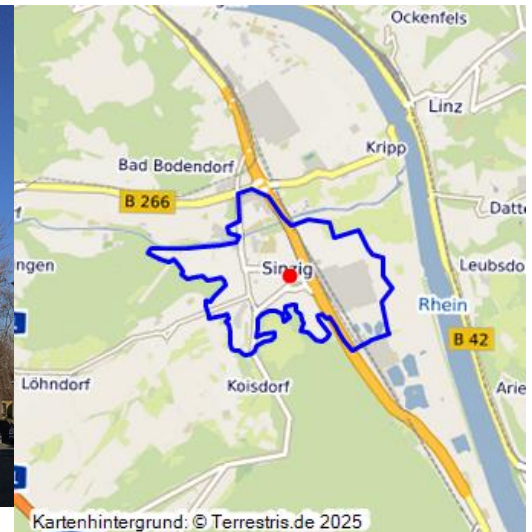 Ockenfels
Linz
Kripp
Bad Bodendorf
B 266
Datte
ngen
Sinzig
Leubsdo
Rhein
B 42
Löhndorf
Koisdorf
Arie
Kartenhintergrund: © Terrestris.de 2025